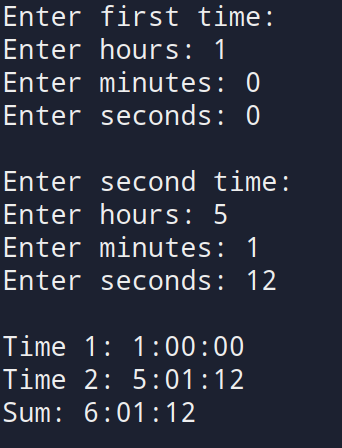 Enter first time:
Enter hours: 1
Enter minutes: 0
Enter seconds: 0
Enter second time:
Enter hours: 5
Enter minutes: 1
Enter seconds: 12
Time 1: 1:00:00
Time 2: 5:01:12
Sum: 6:01:12